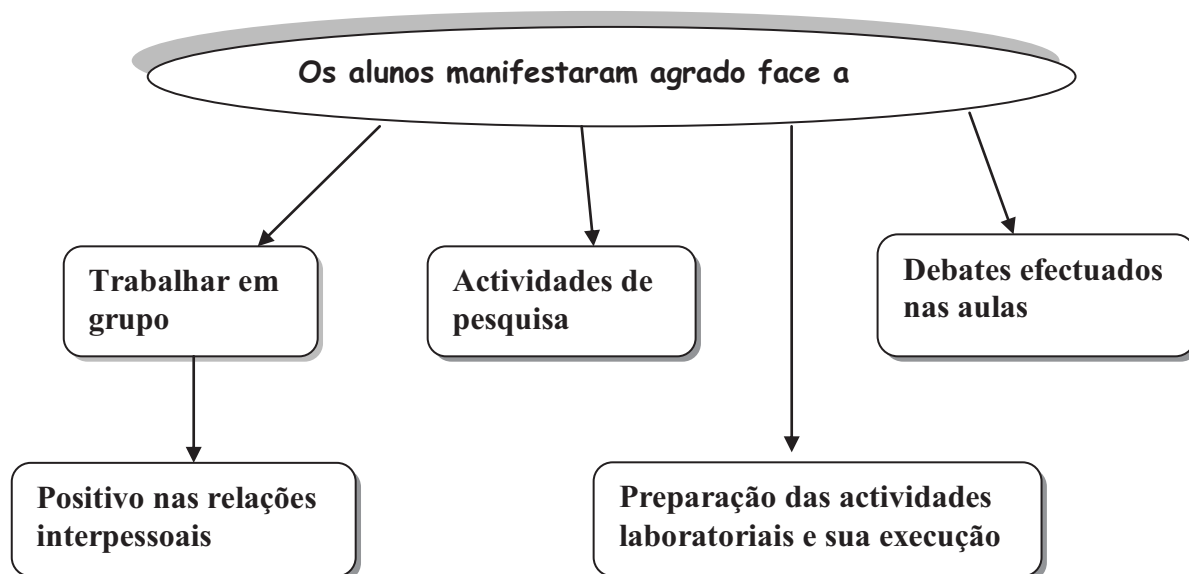 Os alunos manifestaram agrado face a
Trabalhar em
grupo
Actividades de
pesquisa
Debates efectuados
nas aulas
Positivo nas relações
interpessoais
Preparação das actividades
laboratoriais e sua execução